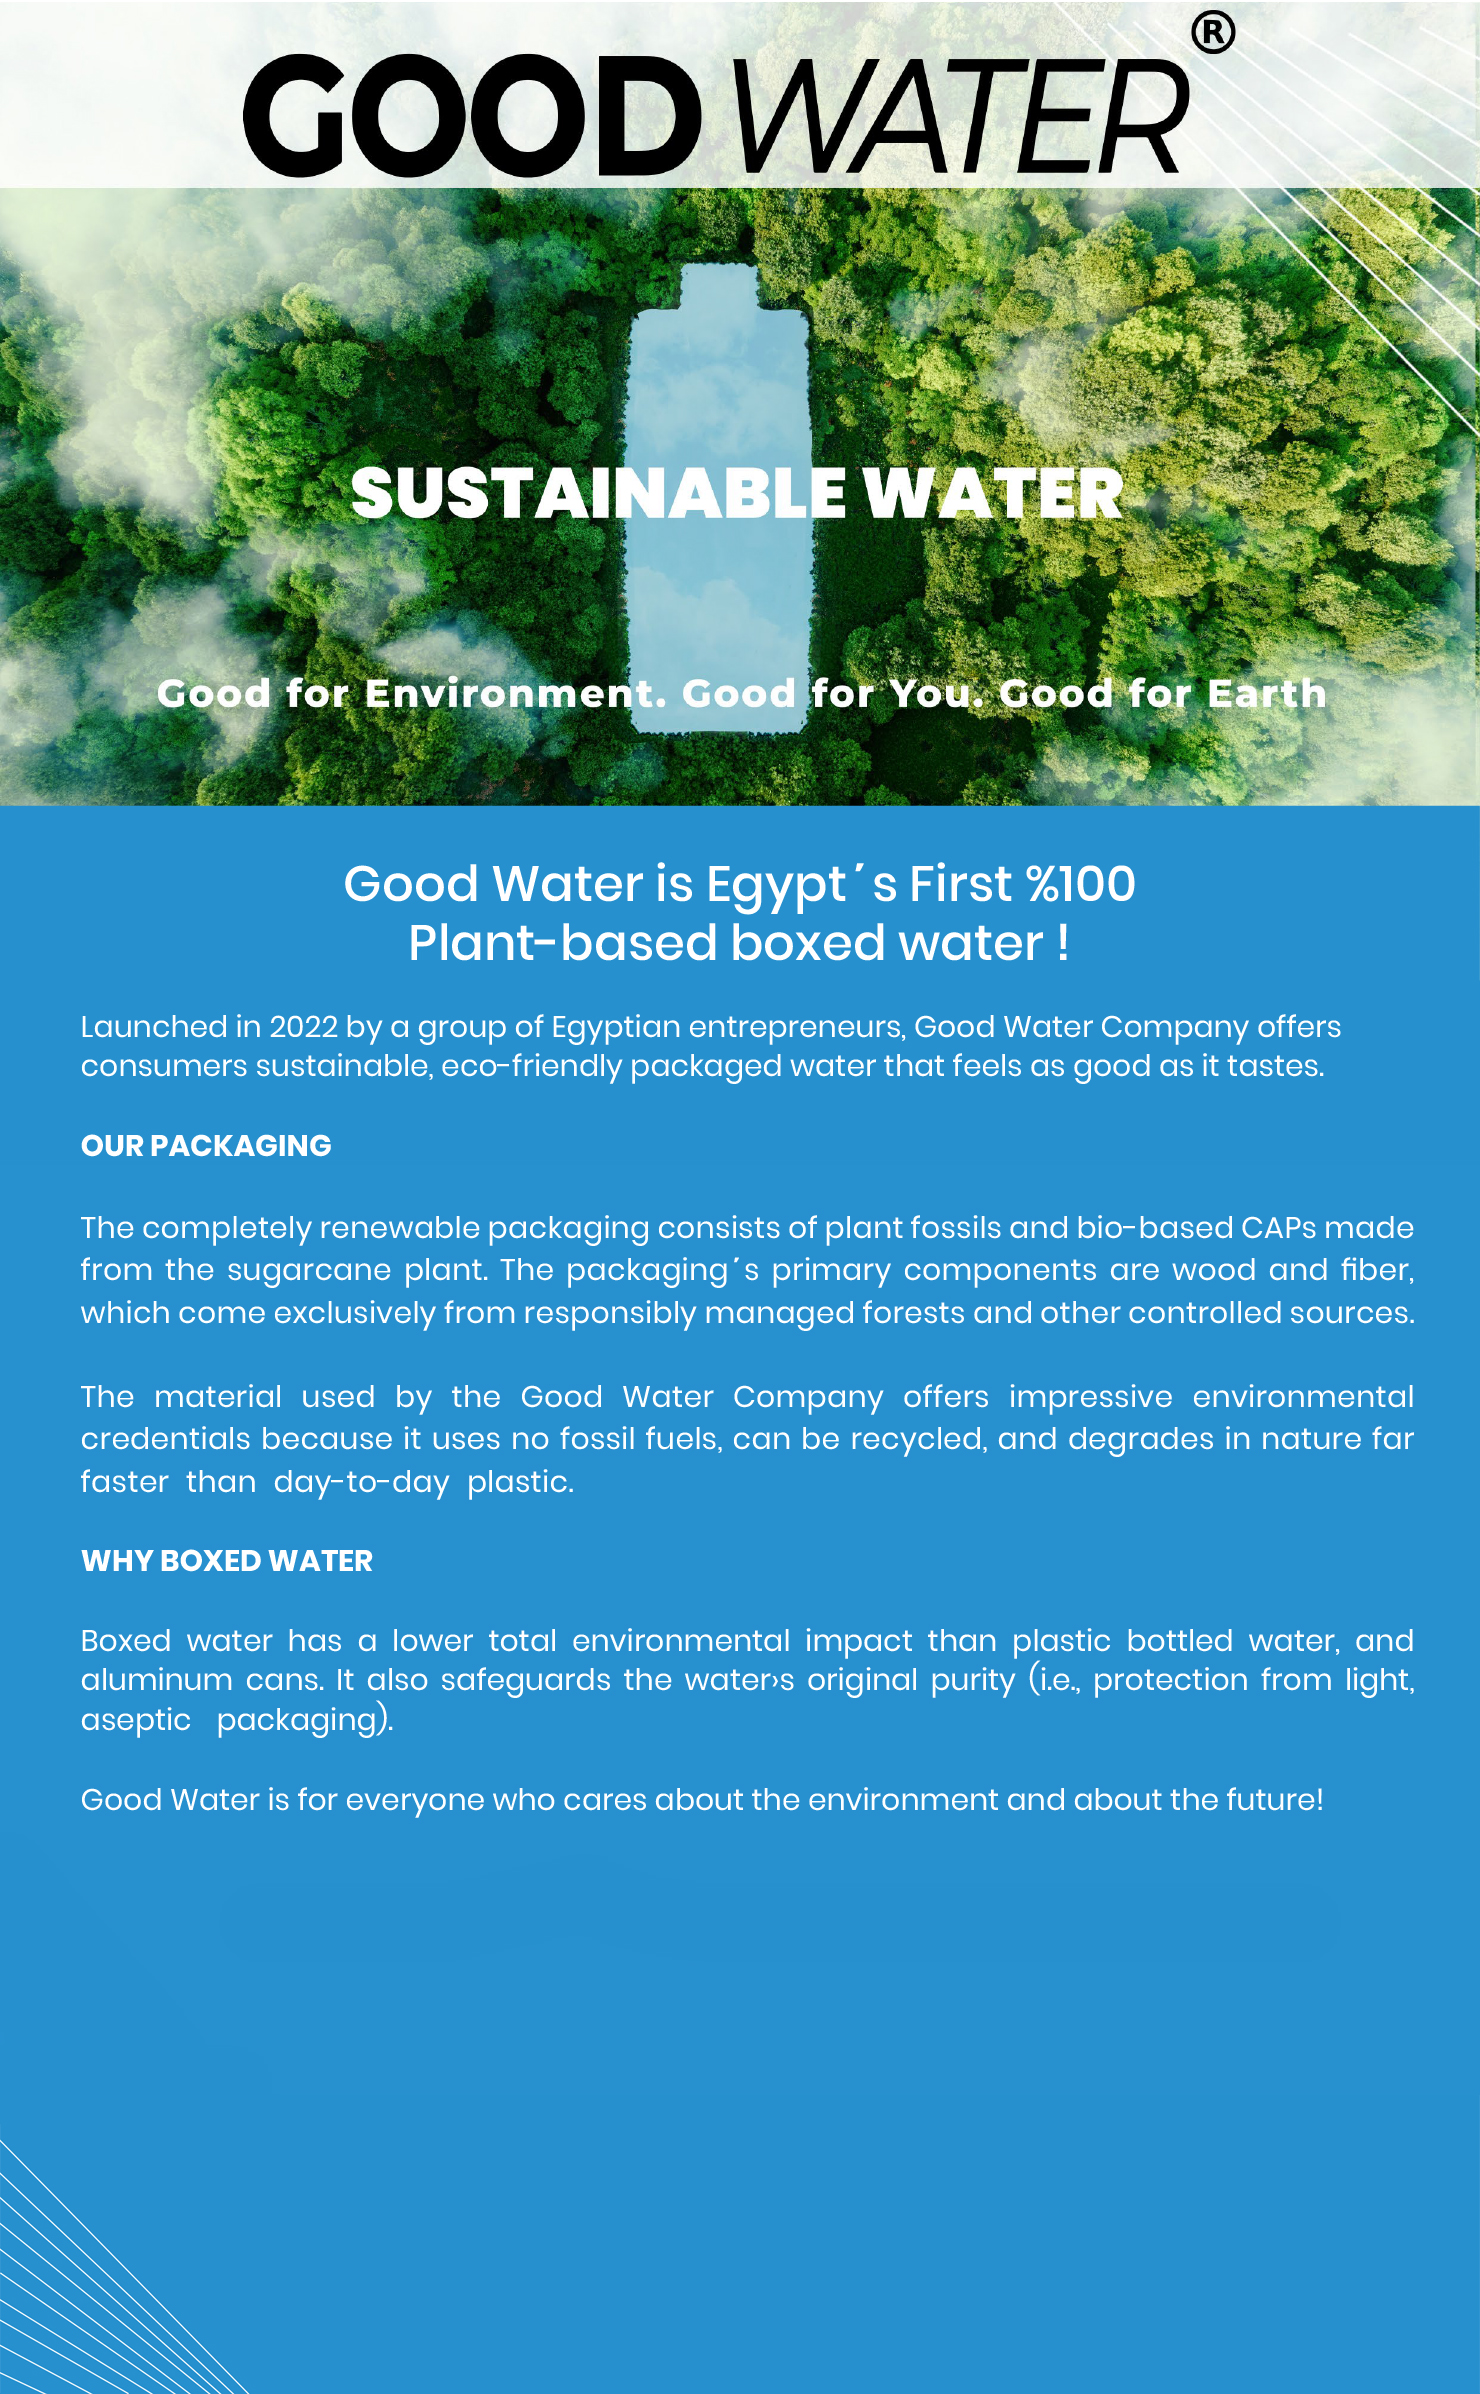 GOOD WATER®
SUSTAINABLE WATER
Good for Environment. Good for You. Good for Earth
Good Water is Egypt´s First %100
Plant-based boxed water !
Launched in 2022 by a group of Egyptian entrepreneurs, Good Water Company offers
consumers sustainable, eco-friendly packaged water that feels as good as it tastes.
OUR PACKAGING
The completely renewable packaging consists of plant fossils and bio-based CAPs made
from the sugarcane plant. The packaging´s primary components are wood and fiber,
which come exclusively from responsibly managed forests and other controlled sources.
The material used by the Good Water Company offers impressive environmental
credentials because it uses no fossil fuels, can be recycled, and degrades in nature far
faster than day-to-day plastic.
WHY BOXED WATER
Boxed water has a lower total environmental impact than plastic bottled water, and
aluminum cans. It also safeguards the water›s original purity (i.e., protection from light,
aseptic packaging).
Good Water is for everyone who cares about the environment and about the future!